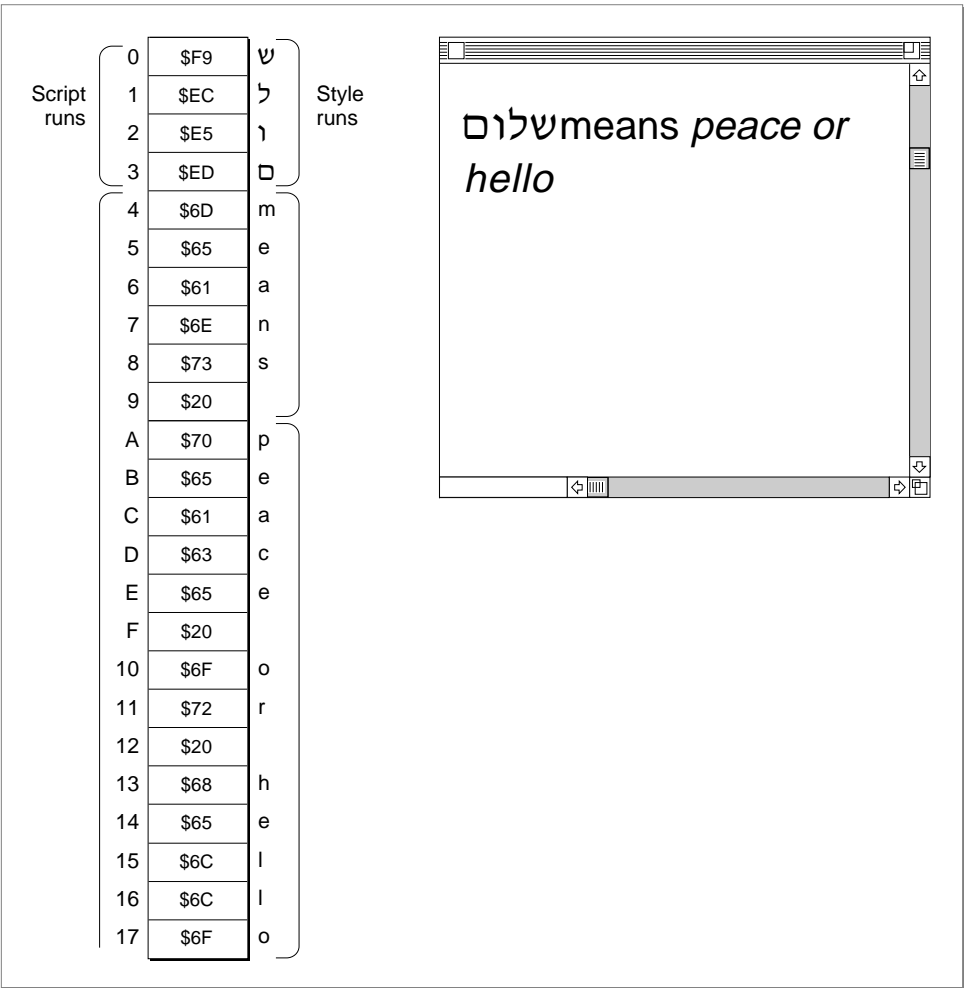 Script
runs
Style
runs
0 $F9 ש
1 $EC ל
2 $E5 ו
3 $ED ם
4 $6D m
5 $65 e
6 $61 a
7 $6E n
8 $73 s
9 $20
A $70 p
B $65 e
C $61 a
D $63 c
E $65 e
F $20
10 $6F o
11 $72 r
12 $20
13 $68 h
14 $65 e
15 $6C l
16 $6C l
17 $6F o
שלוםmeans peace or
hello